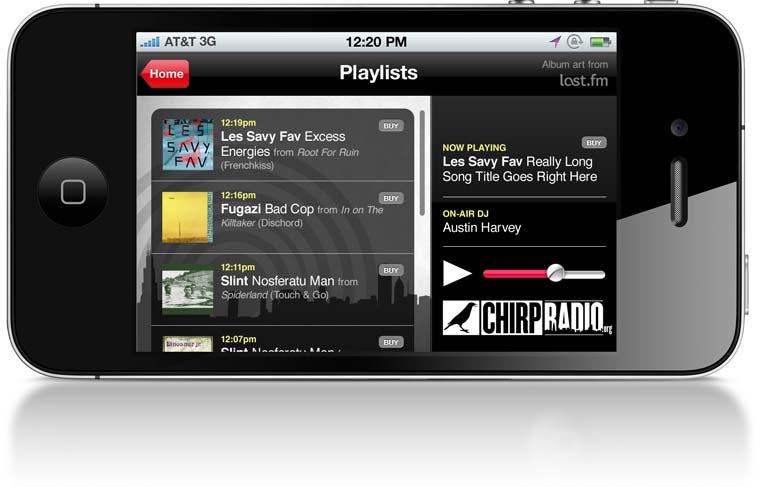 AT&T 3G
12:20 PM
Home
Playlists
Album art from
last.fm
12:19pm
BUY
Les Savy Fav Excess
Energies from Root For Ruin
(Frenchkiss)
LES
SAVY
FAV
12:16pm
BUY
Fugazi Bad Cop from In on The
Killtaker (Dischord)
12:11pm
BUY
Slint Nosferatu Man from
Spiderland (Touch & Go)
12:07pm
BUY
Slint Nosferatu Man f
Dinosaur jr
BUY
NOW PLAYING
Les Savy Fav Really Long
Song Title Goes Right Here
ON-AIR DJ
Austin Harvey
CHIRPRADIO.org